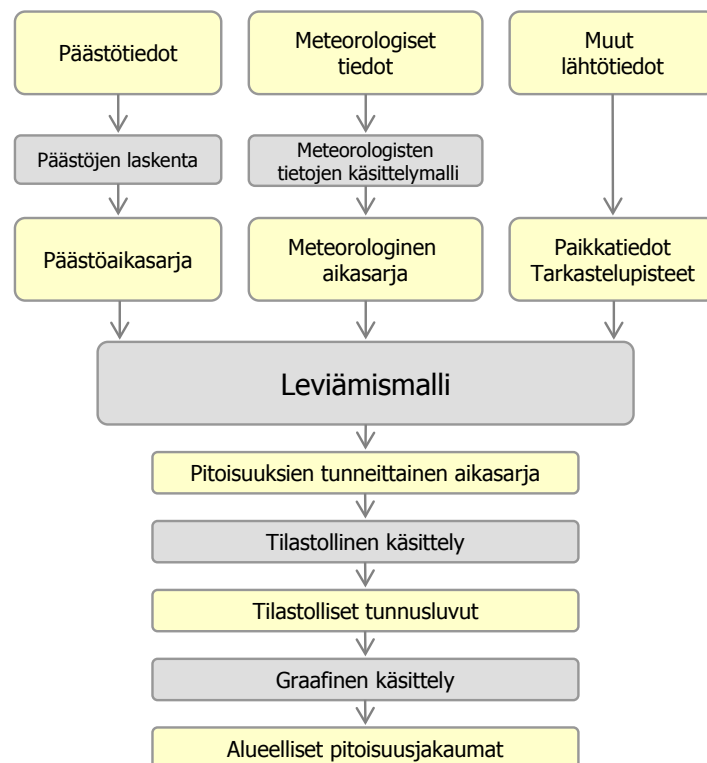 Päästötiedot
Meteorologiset
tiedot
Muut
lähtötiedot
Päästöjen laskenta
Meteorologisten
tietojen käsittelymalli
Päästöaikasarja
Meteorologinen
aikasarja
Paikkatiedot
Tarkastelupisteet
Leviämismalli
Pitoisuuksien tunneittainen aikasarja
Tilastollinen käsittely
Tilastolliset tunnusluvut
Graafinen käsittely
Alueelliset pitoisuusjakaumat